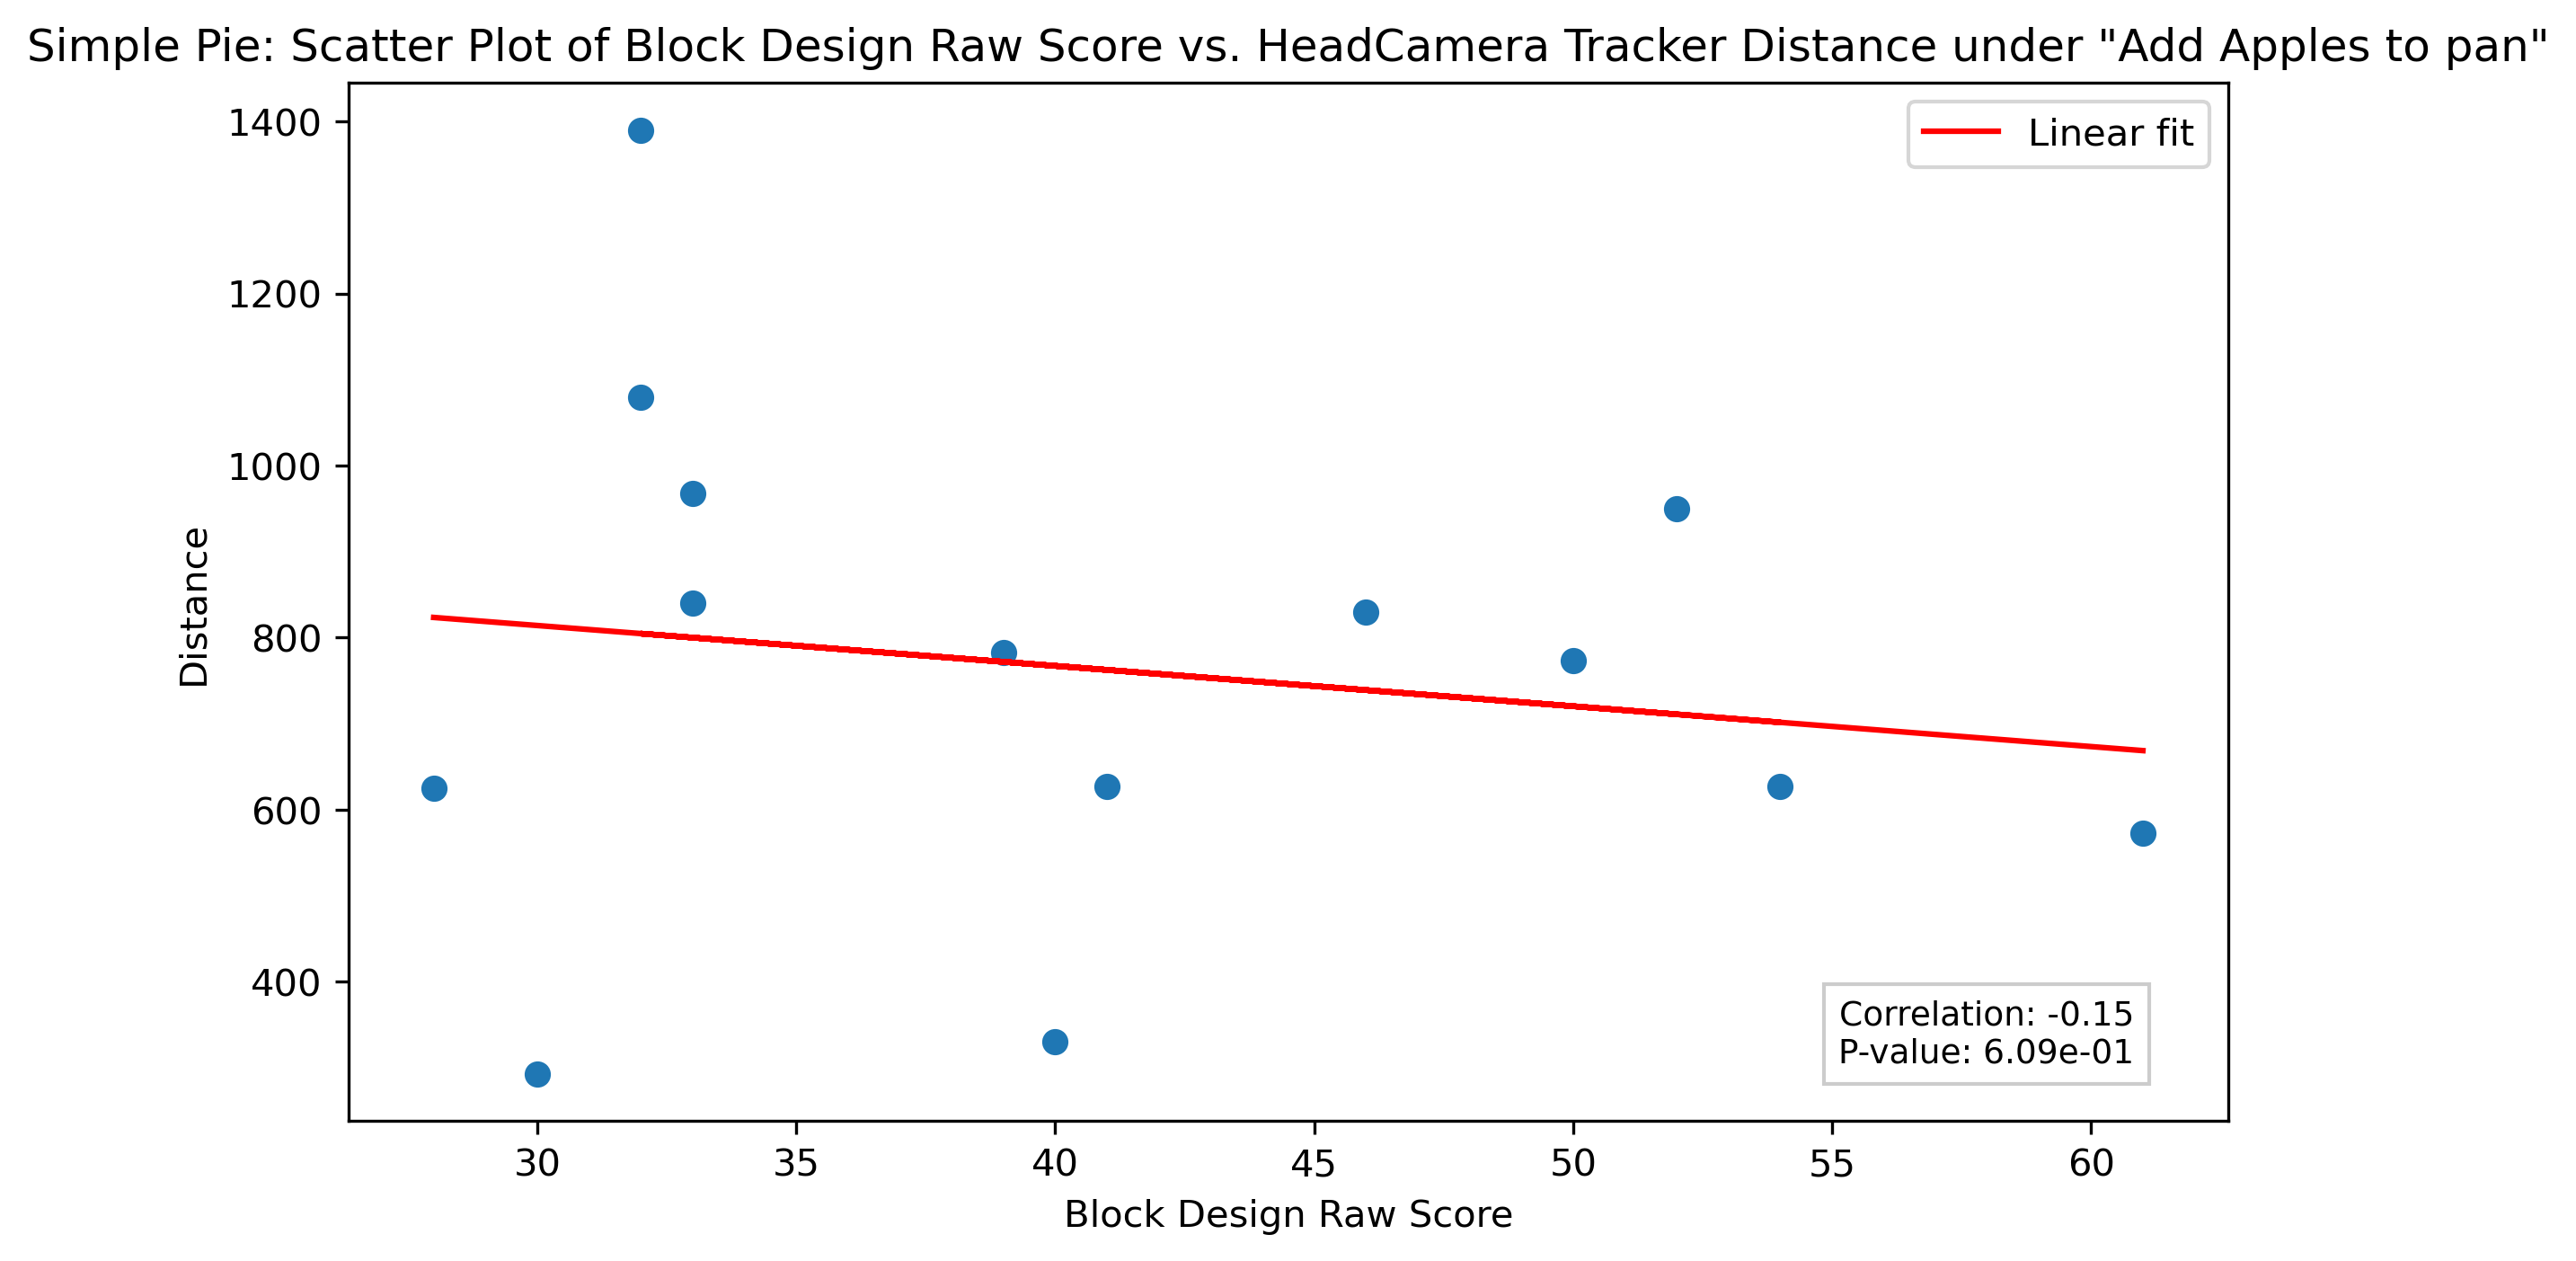 Simple Pie: Scatter Plot of Block Design Raw Score vs. HeadCamera Tracker Distance under "Add Apples to pan"
Linear fit
1400
1200
1000
800
600
400
Distance
Correlation: -0.15
P-value: 6.09e-01
30 35 40 45 50 55 60
Block Design Raw Score